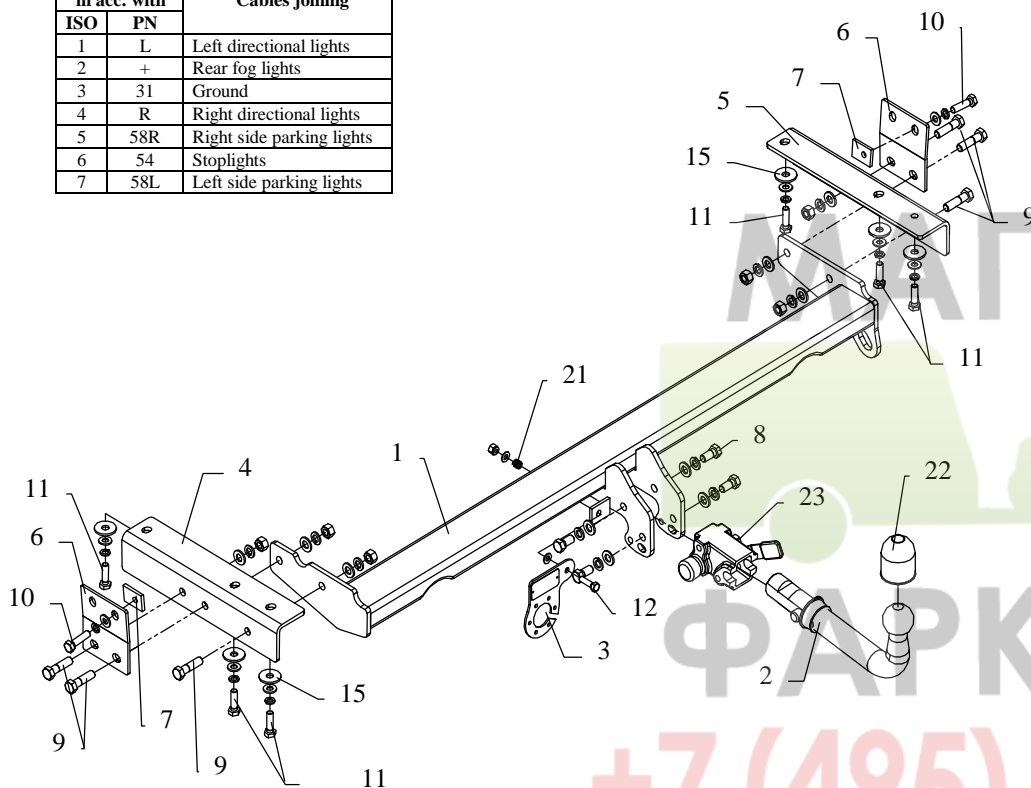 in acc. with Cables joining
ISO PN
1 L Left directional lights
2 + Rear fog lights
3 31 Ground
4 R Right directional lights
5 58R Right side parking lights
6 54 Stoplights
7 58L Left side parking lights
10
6
7
5
15
11
9
МАГ
11
21
8
1
4
22
23
11
6
10
12
ФАРК
3
2
15
7
9
9
11
+7 (495)